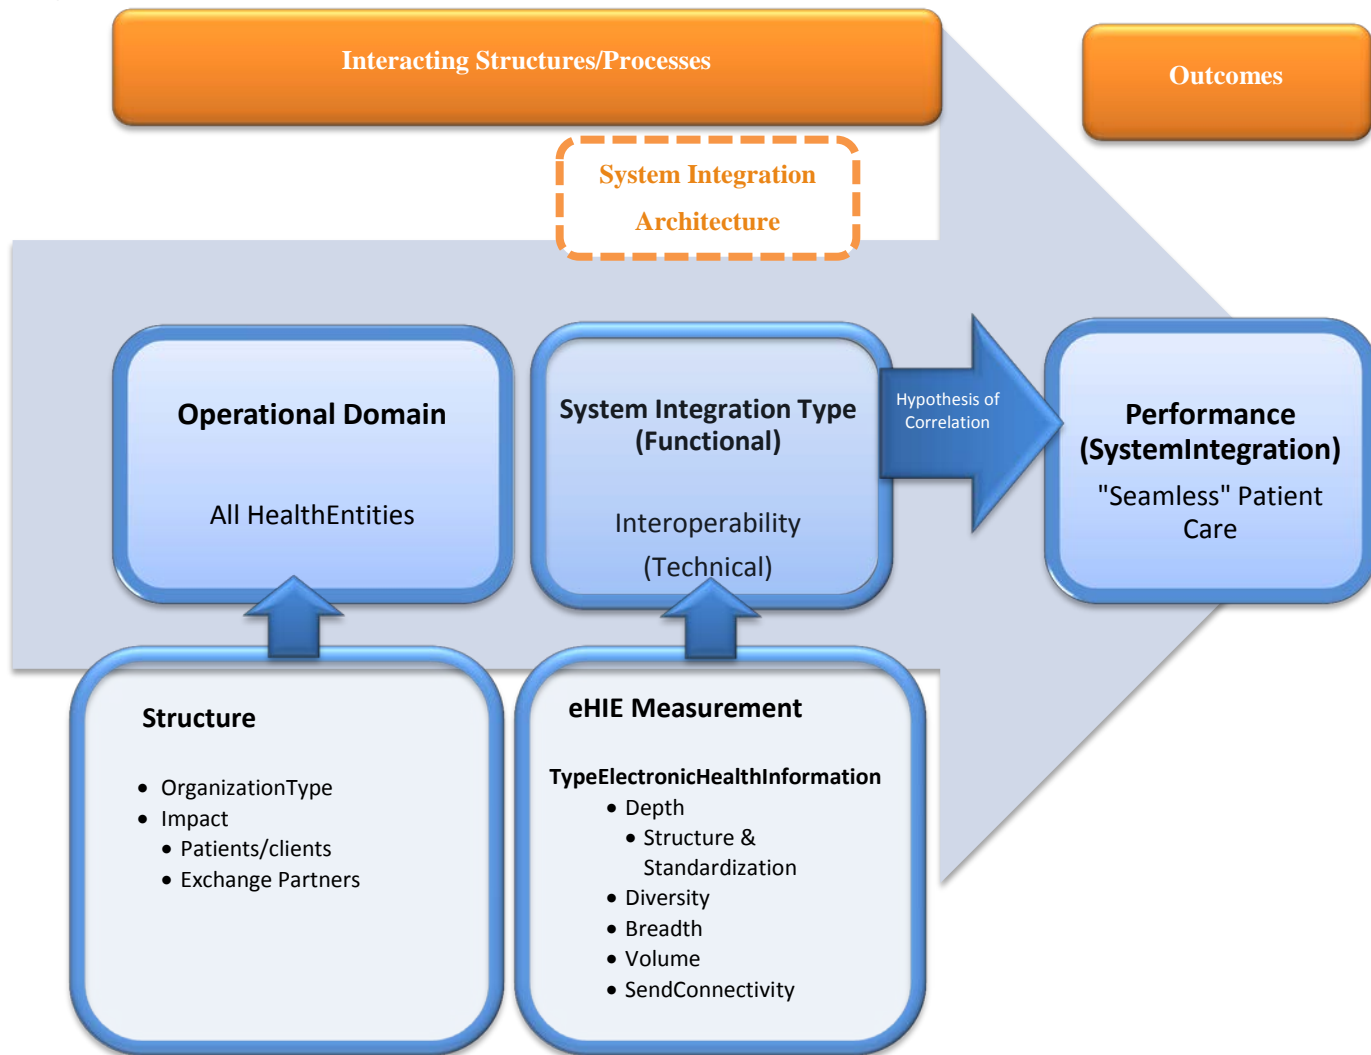 Interacting Structures/Processes
Outcomes
System Integration
Architecture
Operational Domain
All HealthEntities
System Integration Type
(Functional)
Interoperability
(Technical)
Hypothesis of
Correlation
Performance
(SystemIntegration)
"Seamless" Patient
Care
Structure
• OrganizationType
• Impact
• Patients/clients
• Exchange Partners
eHIE Measurement
TypeElectronicHealthInformation
• Depth
• Structure &
Standardization
• Diversity
• Breadth
• Volume
• SendConnectivity